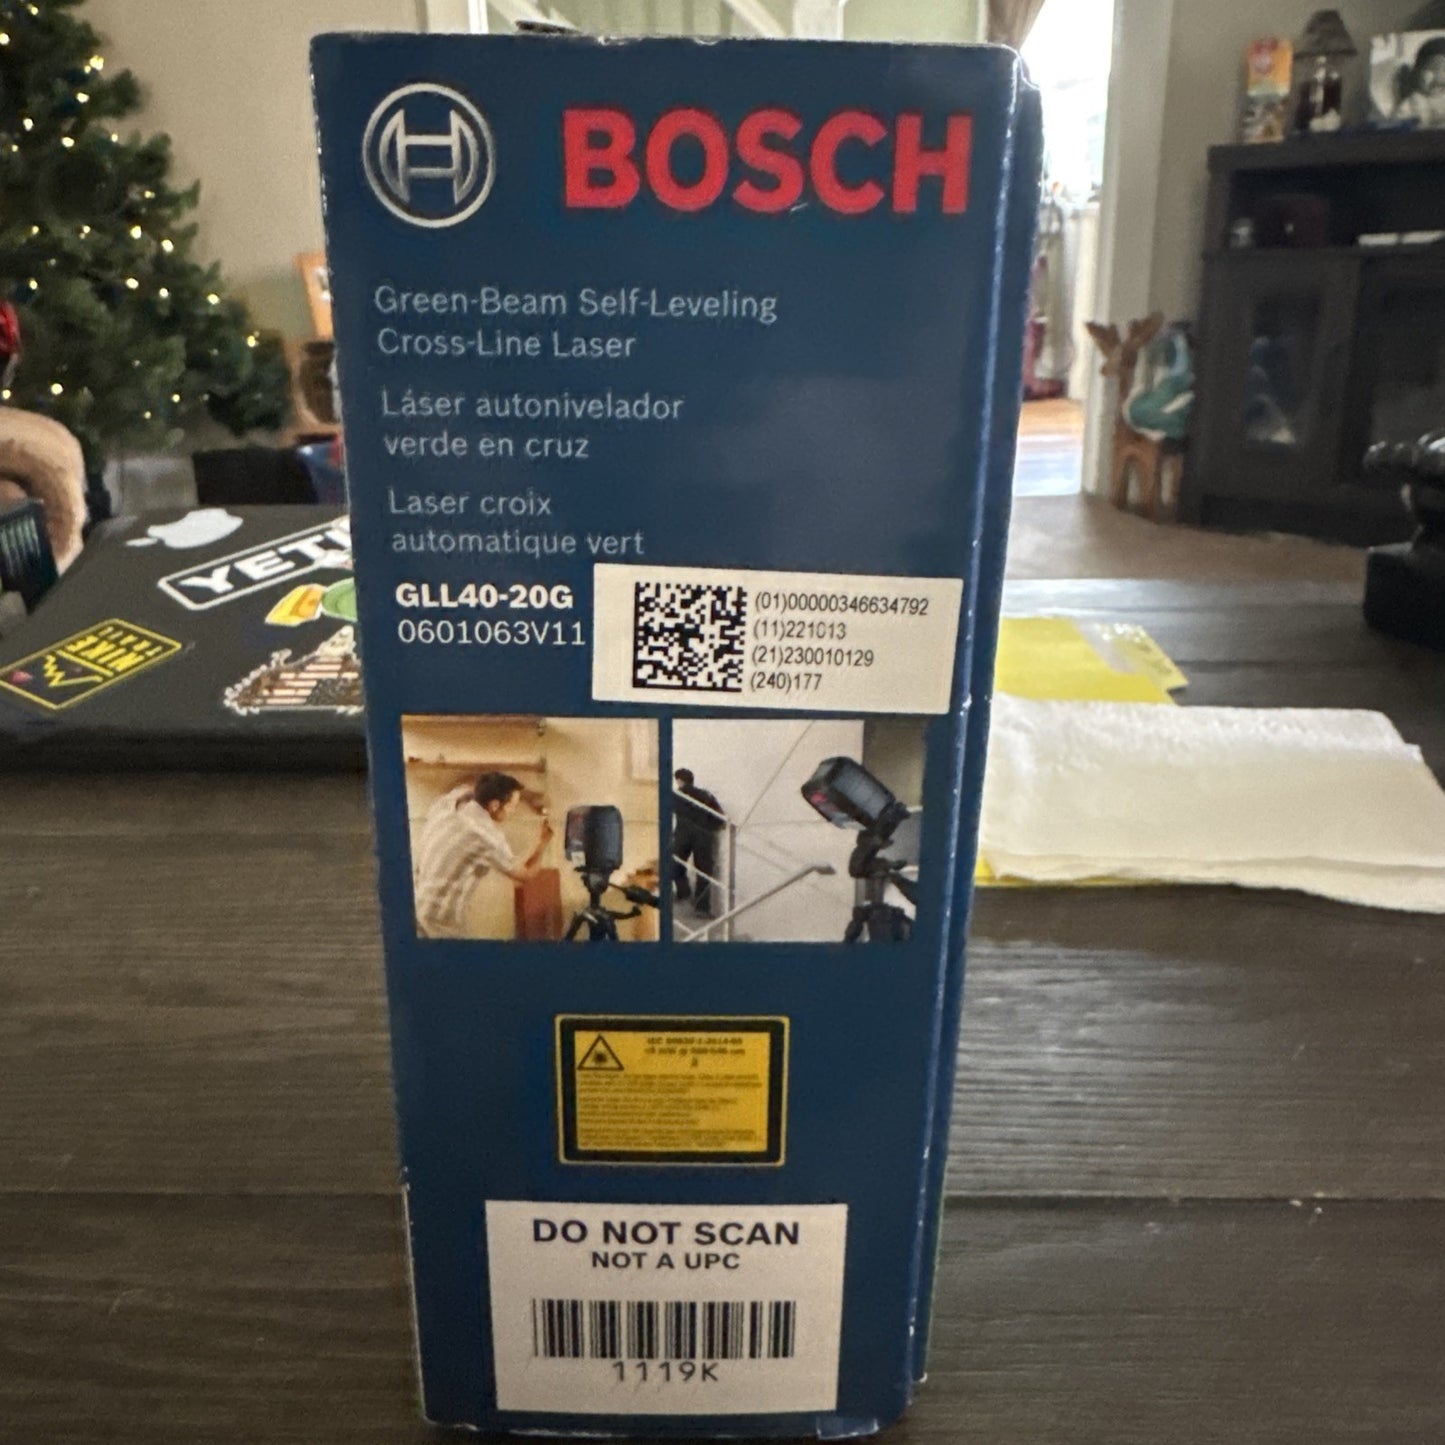 BOSCH
Green-Beam Self-Leveling
Cross-Line Laser
Láser autonivelador
verde en cruz
Laser croix
automatique vert
GLL40-20G
0601063V11
(01)00000346634792
(11)221013
(21)230010129
(240)177
DO NOT SCAN
NOT A UPC
1119K
YETI
NIKE